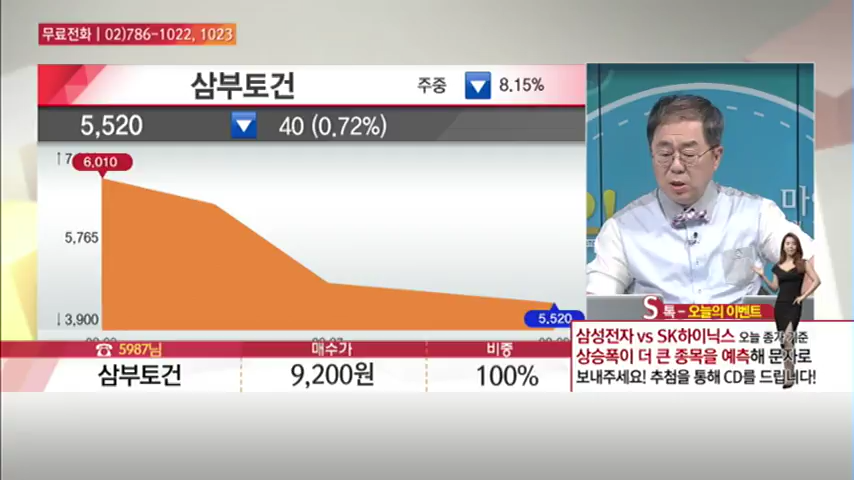 무료전화 | 02)786-1022, 1023
삼부토건 주중 ▼ 8.15%
5,520 ▼ 40 (0.72%)
6,010
5,765
↓3,900
5,520
5987님 매수가 비중
삼부토건 9,200원 100%
마
S톡 - 오늘의 이벤트
삼성전자 vs SK하이닉스 오늘 종가 기준
상승폭이 더 큰 종목을 예측해 문자로
보내주세요! 추첨을 통해 CD를 드립니다!